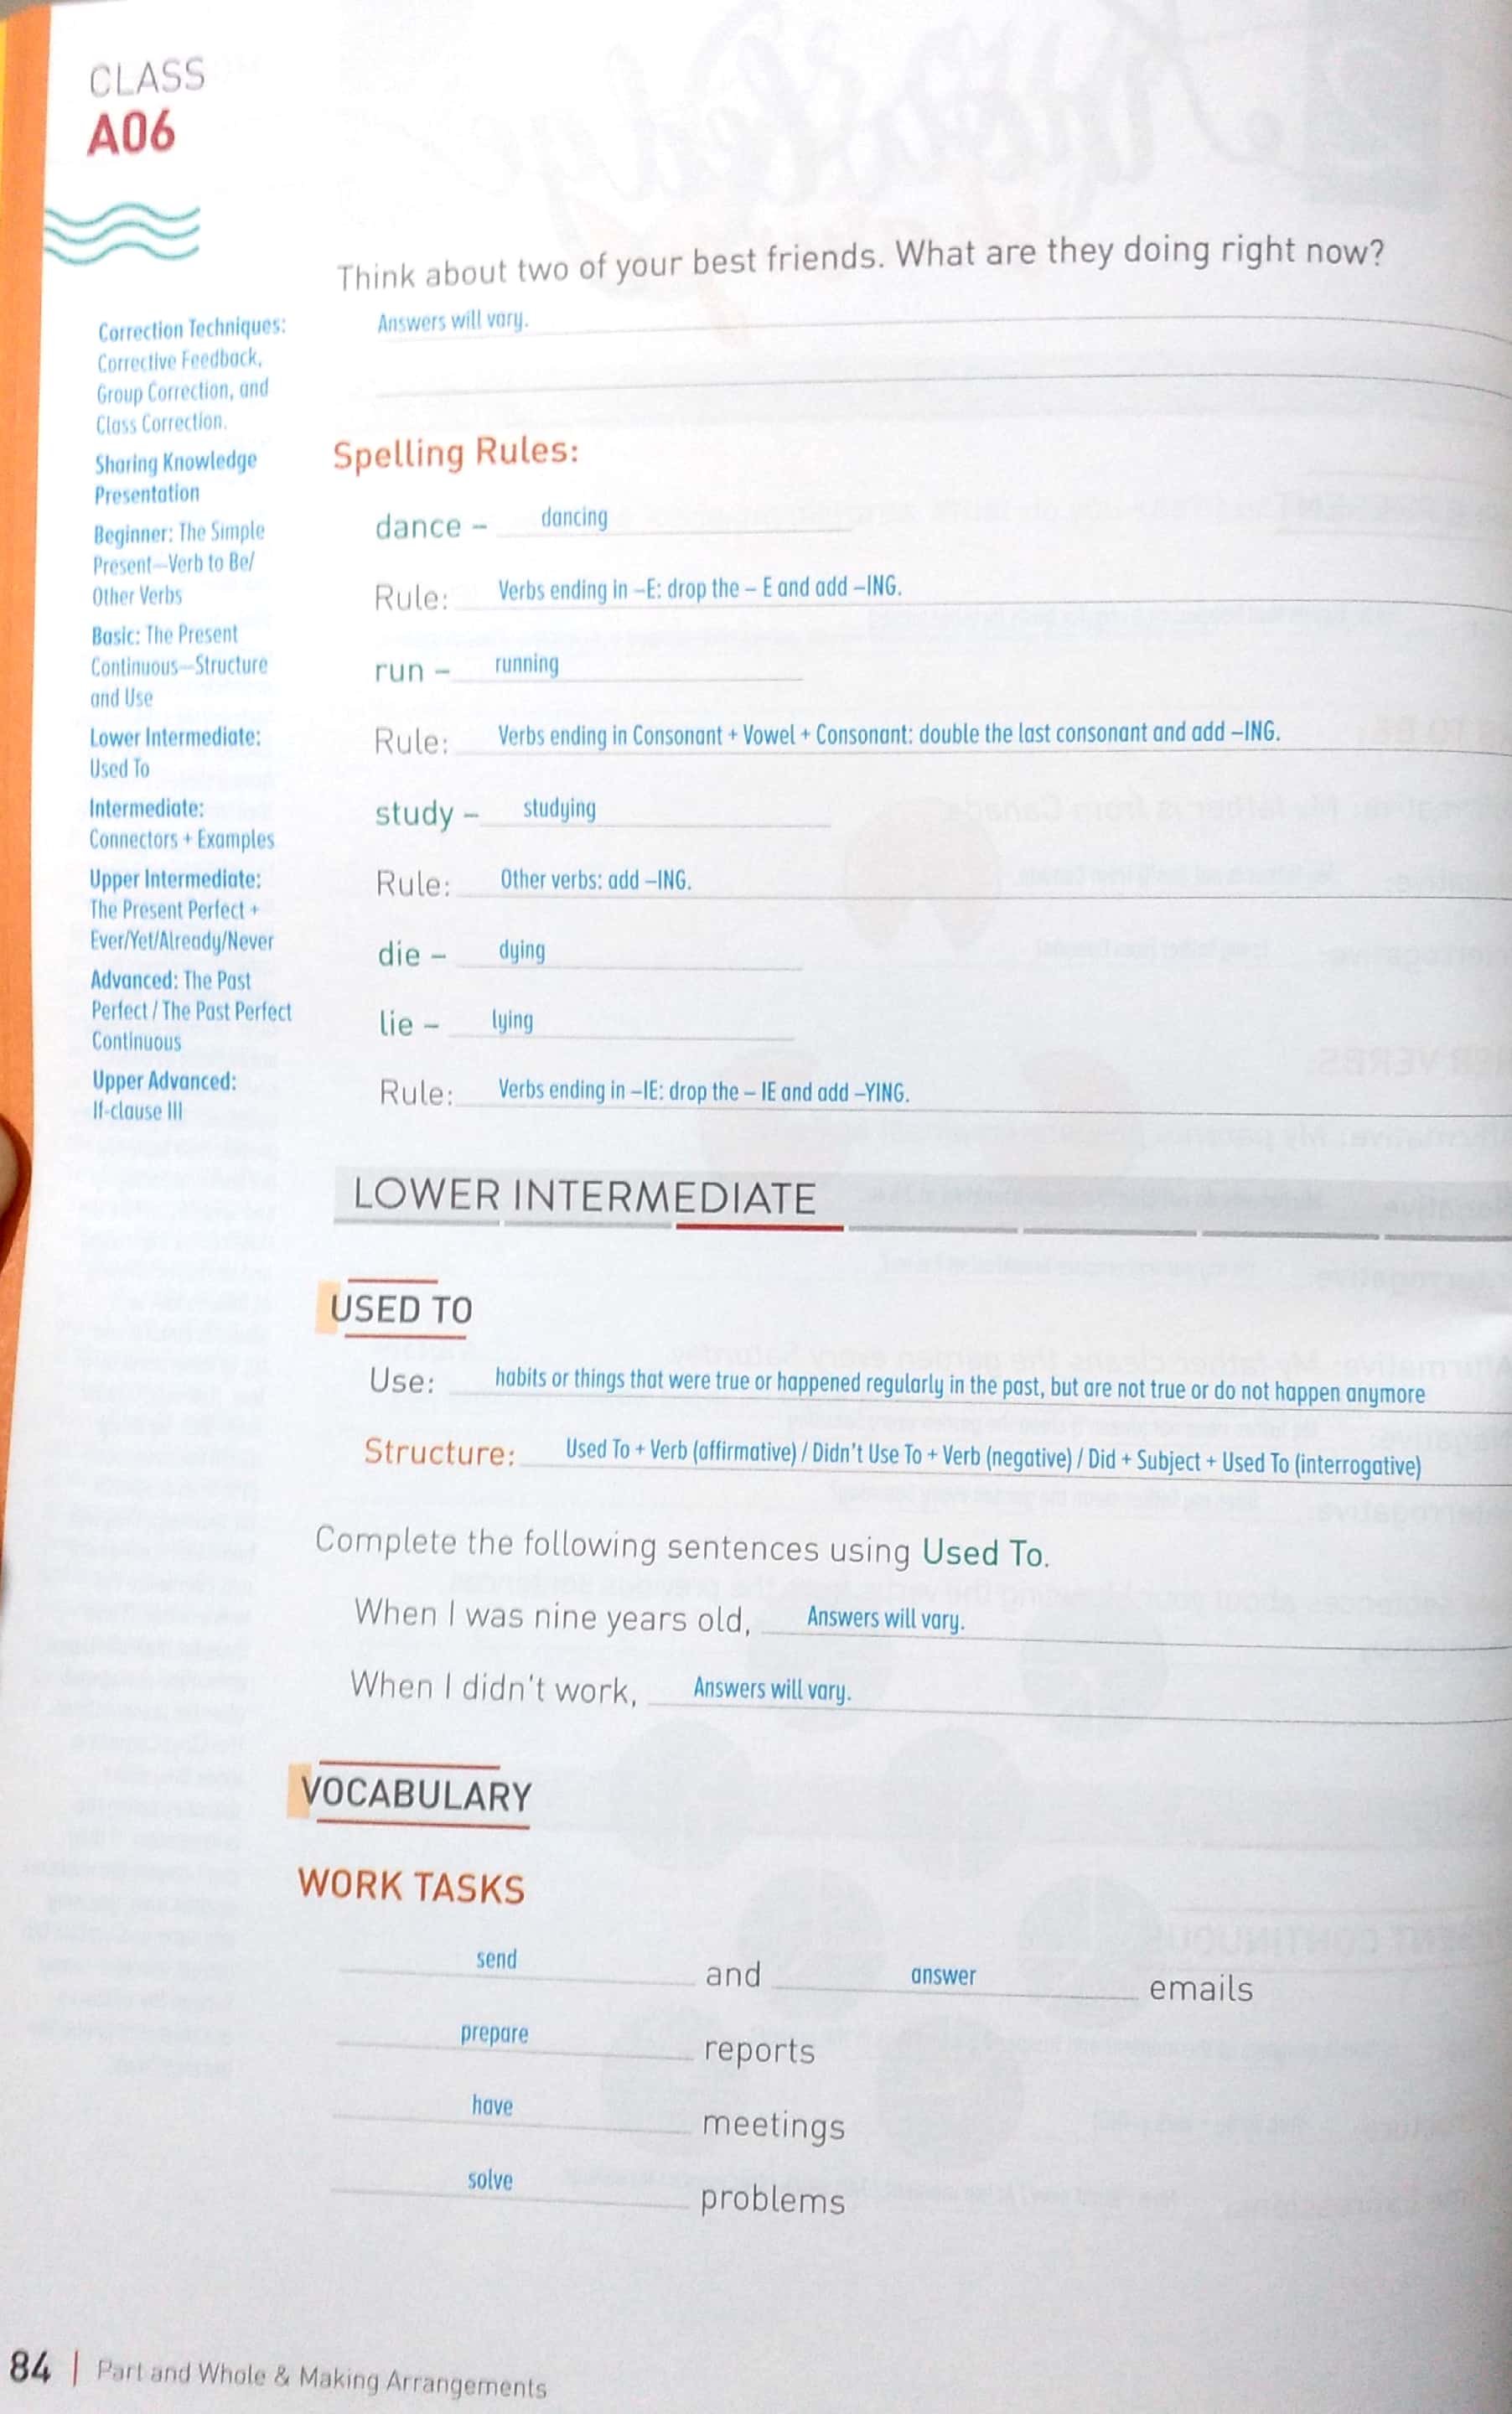 CLASS
A06
Think about two of your best friends. What are they doing right now?
Answers will vary.
Correction Techniques:
Corrective Feedback,
Group Correction, and
Class Correction.
Sharing Knowledge
Presentation
Beginner: The Simple
Present—Verb to Be/
Other Verbs
Basic: The Present
Continuous—Structure
and Use
Lower Intermediate:
Used To
Intermediate:
Connectors + Examples
Upper Intermediate:
The Present Perfect +
Ever/Yet/Already/Never
Advanced: The Past
Perfect / The Past Perfect
Continuous
Upper Advanced:
If-clause III
Spelling Rules:
dance – dancing
Rule: Verbs ending in –E: drop the – E and add –ING.
run – running
Rule: Verbs ending in Consonant + Vowel + Consonant: double the last consonant and add –ING.
study – studying
Rule: Other verbs: add –ING.
die – dying
lie – lying
Rule: Verbs ending in –IE: drop the – IE and add –YING.
LOWER INTERMEDIATE
USED TO
Use: habits or things that were true or happened regularly in the past, but are not true or do not happen anymore
Structure: Used To + Verb (affirmative) / Didn't Use To + Verb (negative) / Did + Subject + Used To (interrogative)
Complete the following sentences using Used To.
When I was nine years old, Answers will vary.
When I didn't work, Answers will vary.
VOCABULARY
WORK TASKS
send and answer emails
prepare reports
have meetings
solve problems
84 | Part and Whole & Making Arrangements